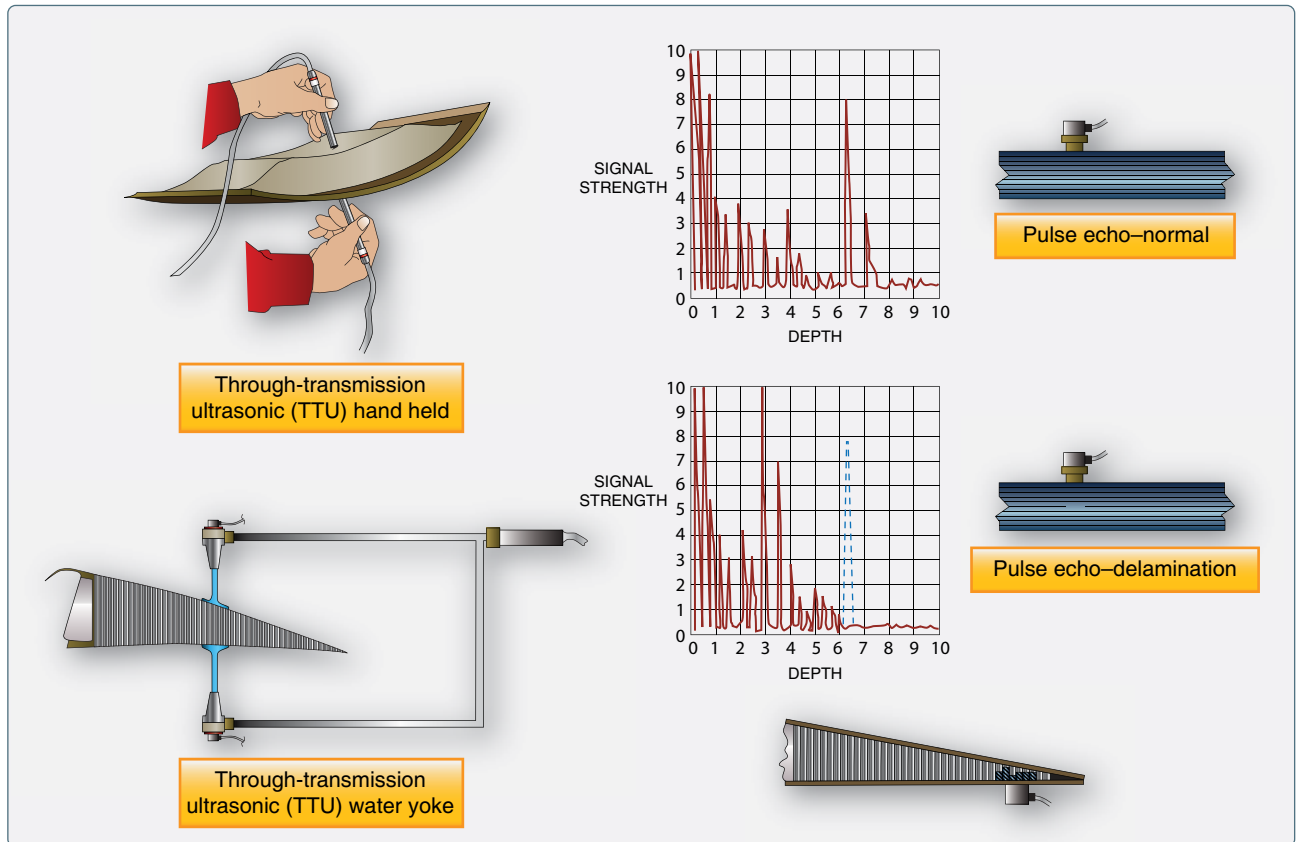 Through-transmission
ultrasonic (TTU) hand held
10
9
8
7
6
5
4
3
2
1
0
SIGNAL
STRENGTH
0 1 2 3 4 5 6 7 8 9 10
DEPTH
Pulse echo–normal
Through-transmission
ultrasonic (TTU) water yoke
10
9
8
7
6
5
4
3
2
1
0
SIGNAL
STRENGTH
0 1 2 3 4 5 6 7 8 9 10
DEPTH
Pulse echo–delamination